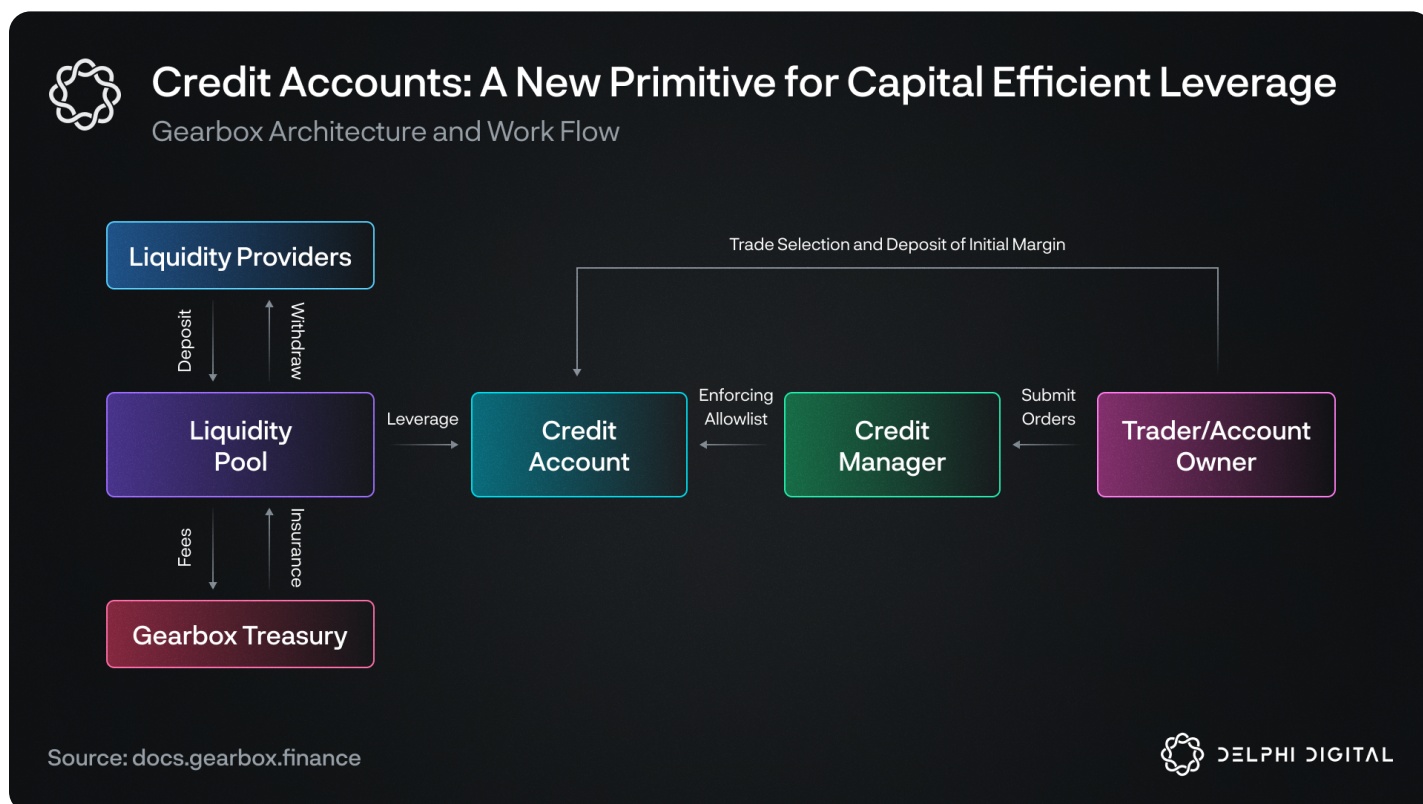 Credit Accounts: A New Primitive for Capital Efficient Leverage
Gearbox Architecture and Work Flow
Liquidity Providers
Trade Selection and Deposit of Initial Margin
Deposit
Withdraw
Liquidity
Pool
Leverage
Credit
Account
Enforcing
Allowlist
Credit
Manager
Submit
Orders
Trader/Account
Owner
Fees
Insurance
Gearbox Treasury
Source: docs.gearbox.finance
DELPHI DIGITAL